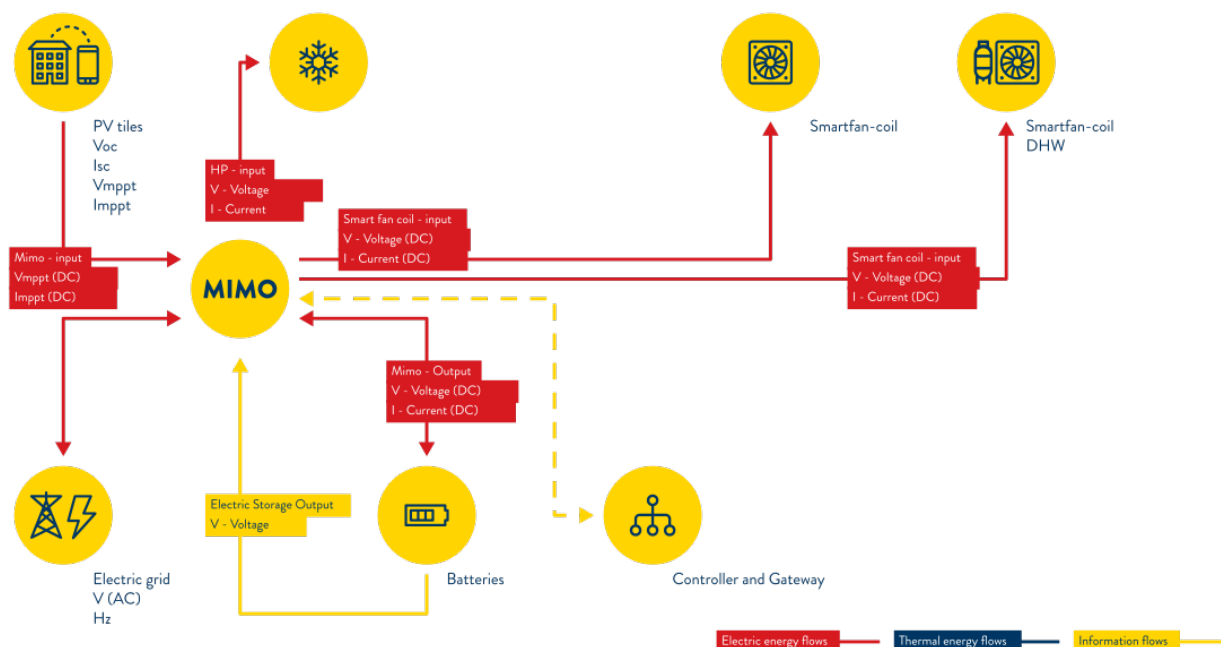 PV tiles
Voc
Isc
Vmppt
Imppt
Smartfan-coil
Smartfan-coil
DHW
HP - input
V - Voltage
I - Current
Smart fan coil - input
V - Voltage (DC)
I - Current (DC)
Mimo - input
Vmppt (DC)
Imppt (DC)
MIMO
Smart fan coil - input
V - Voltage (DC)
I - Current (DC)
Mimo - Output
V - Voltage (DC)
I - Current (DC)
Electric Storage Output
V - Voltage
Electric grid
V (AC)
Hz
Batteries
Controller and Gateway
Electric energy flows
Thermal energy flows
Information flows